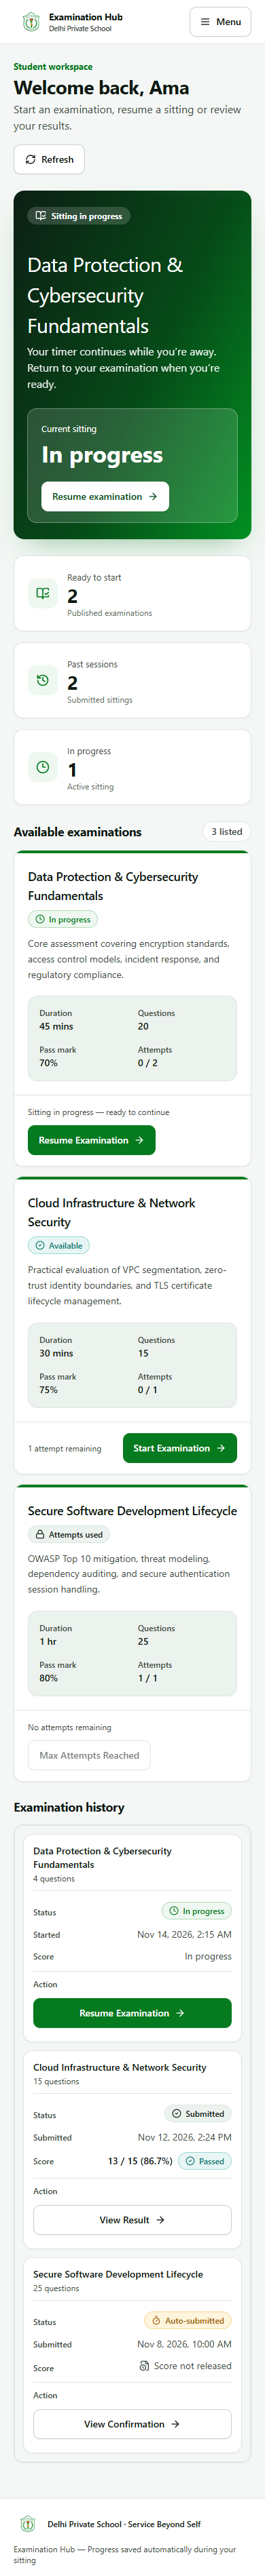 Examination Hub
Delhi Private School
Menu
Student workspace
Welcome back, Ama
Start an examination, resume a sitting or review
your results.
Refresh
Sitting in progress
Data Protection &
Cybersecurity
Fundamentals
Your timer continues while you're away.
Return to your examination when you're
ready.
Current sitting
In progress
Resume examination
Ready to start
2
Published examinations
Past sessions
2
Submitted sittings
In progress
1
Active sitting
Available examinations
3 listed
Data Protection & Cybersecurity
Fundamentals
In progress
Core assessment covering encryption standards,
access control models, incident response, and
regulatory compliance.
Duration Questions
45 mins 20
Pass mark Attempts
70% 0 / 2
Sitting in progress — ready to continue
Resume Examination
Cloud Infrastructure & Network
Security
Available
Practical evaluation of VPC segmentation, zero-
trust identity boundaries, and TLS certificate
lifecycle management.
Duration Questions
30 mins 15
Pass mark Attempts
75% 0 / 1
1 attempt remaining Start Examination
Secure Software Development Lifecycle
Attempts used
OWASP Top 10 mitigation, threat modeling,
dependency auditing, and secure authentication
session handling.
Duration Questions
1 hr 25
Pass mark Attempts
80% 1 / 1
No attempts remaining
Max Attempts Reached
Examination history
Data Protection & Cybersecurity
Fundamentals
4 questions
Status In progress
Started Nov 14, 2026, 2:15 AM
Score In progress
Action
Resume Examination
Cloud Infrastructure & Network Security
15 questions
Status Submitted
Submitted Nov 12, 2026, 2:24 PM
Score 13 / 15 (86.7%) Passed
Action
View Result
Secure Software Development Lifecycle
25 questions
Status Auto-submitted
Submitted Nov 8, 2026, 10:00 AM
Score Score not released
Action
View Confirmation
Delhi Private School · Service Beyond Self
Examination Hub — Progress saved automatically during your
sitting